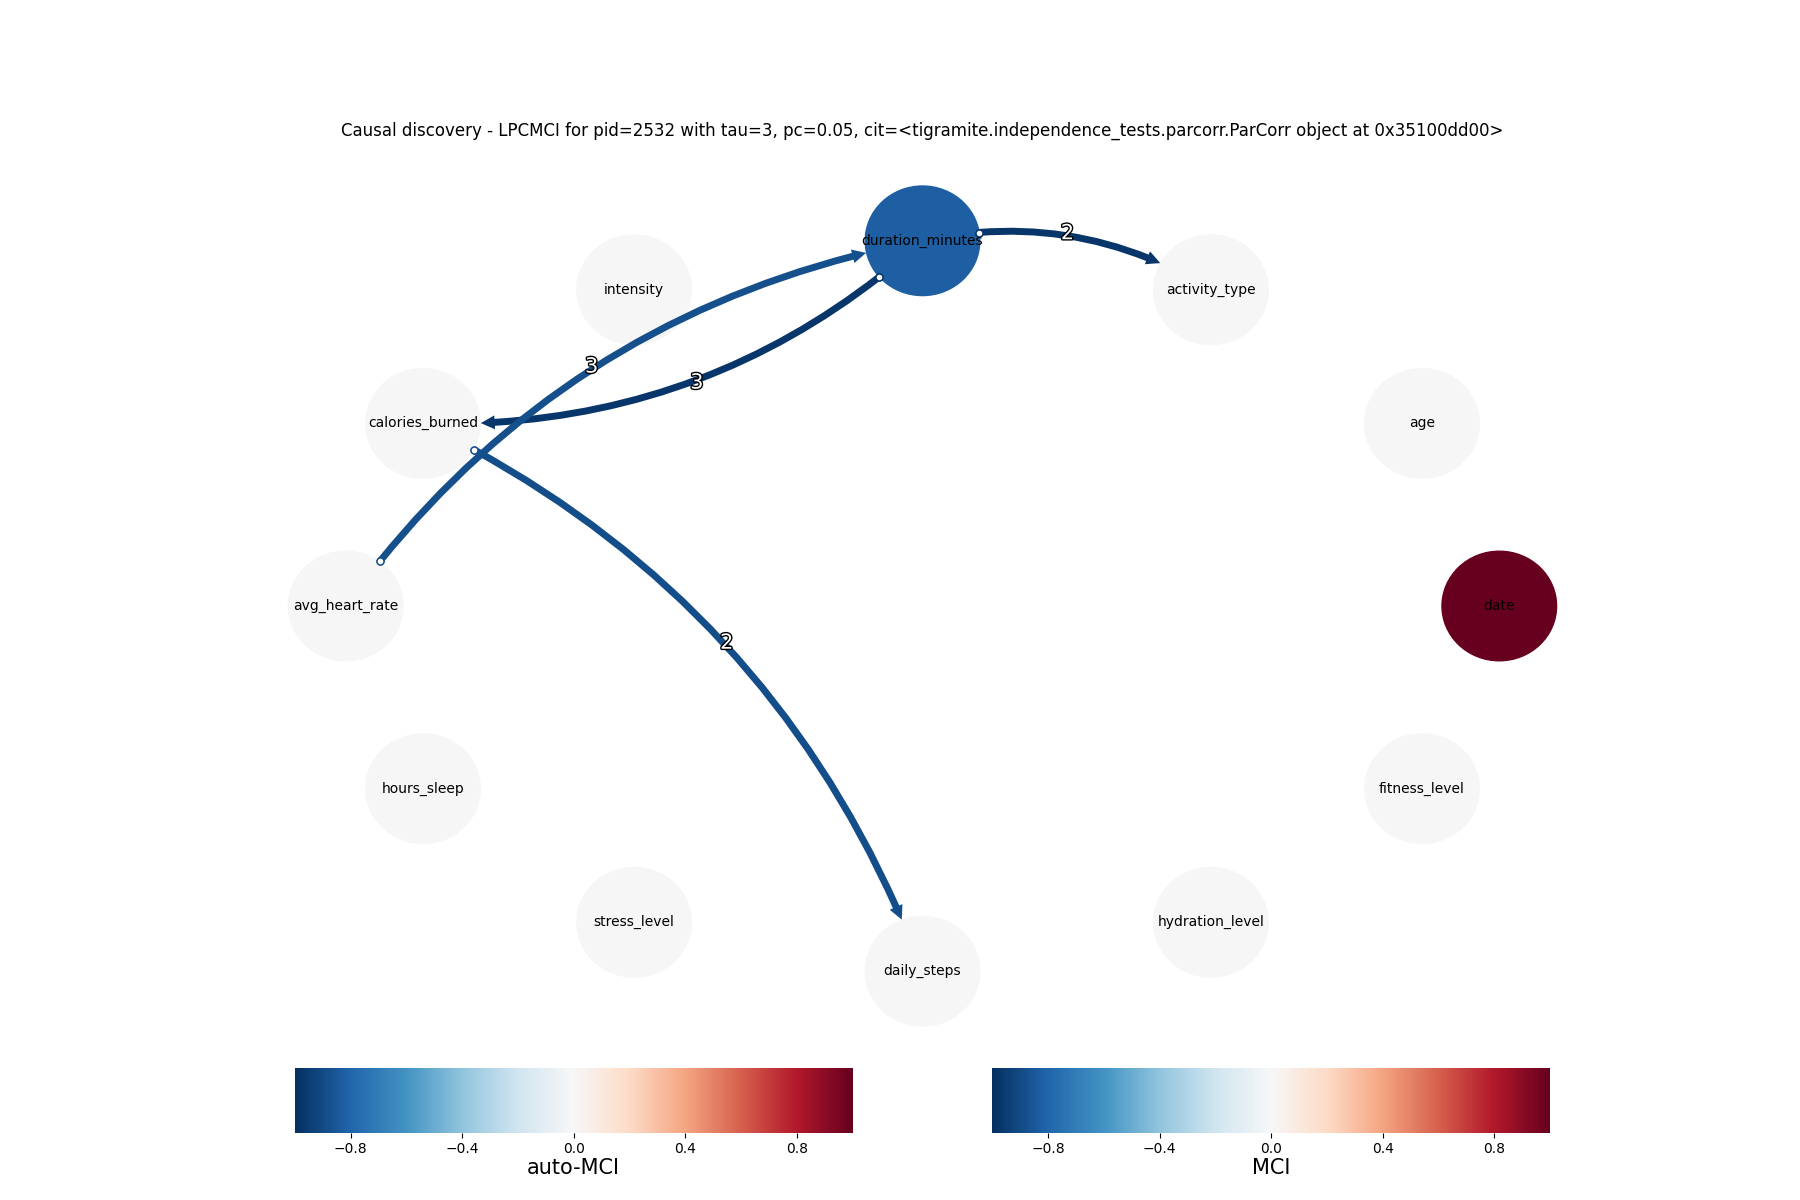 Causal discovery - LPCMCI for pid=2532 with tau=3, pc=0.05, cit=<tigramite.independence_tests.parcorr.ParCorr object at 0x35100dd00>
duration_minutes
2
intensity
activity_type
3
3
calories_burned
age
avg_heart_rate
date
2
hours_sleep
fitness_level
stress_level
hydration_level
daily_steps
−0.8 −0.4 0.0 0.4 0.8
auto-MCI
−0.8 −0.4 0.0 0.4 0.8
MCI